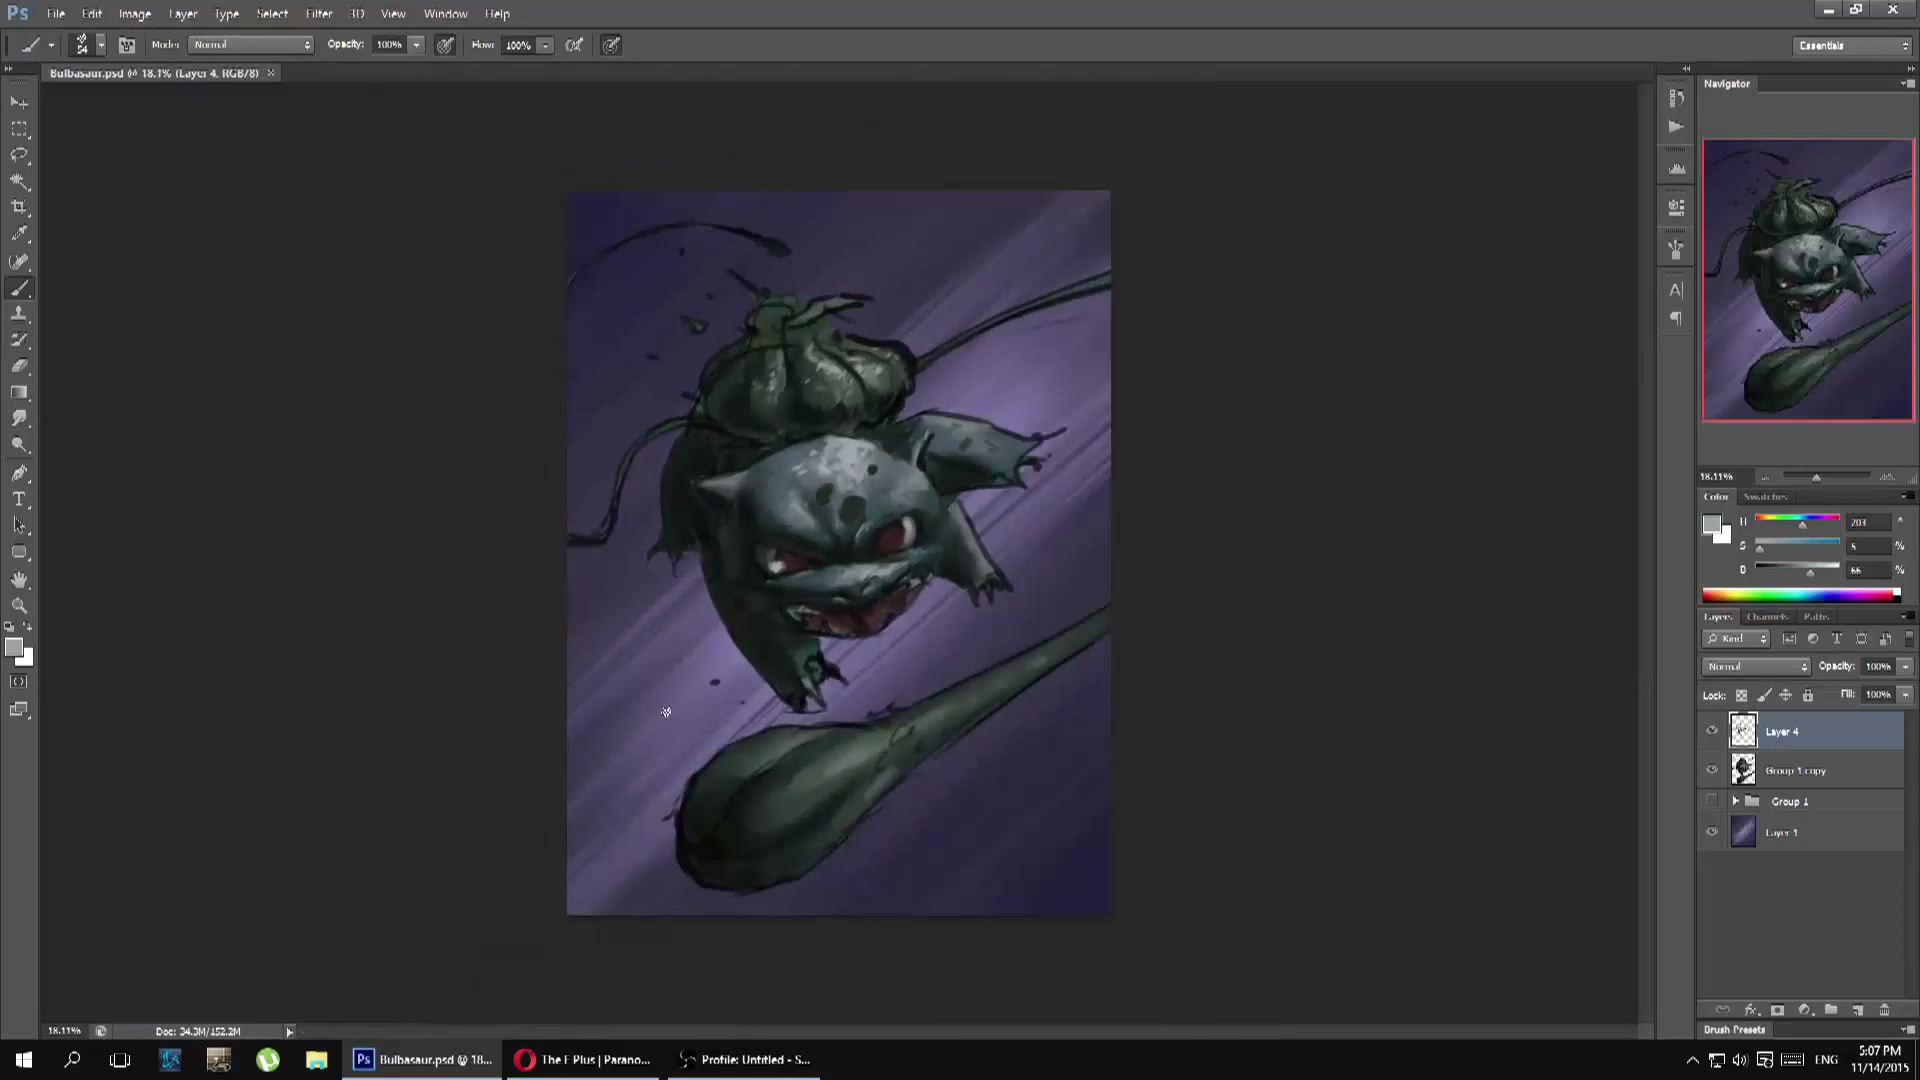 Ps File Edit Image Layer Type Select Filter 3D View Window Help
54 Mode: Normal Opacity: 100% Flow: 100% Essentials
Bulbasaur.psd @ 18.1% (Layer 4, RGB/8)
Navigator
18.11%
Color Swatches
H 203 °
S 5 %
B 66 %
Layers Channels Paths
Kind
Normal Opacity: 100%
Lock: Fill: 100%
Layer 4
Group 1 copy
Group 1
Layer 1
18.11% Doc: 34.3M/152.2M
Brush Presets
Ps Bulbasaur.psd @ 18... The F Plus | Parano... Profile: Untitled - S... ENG 5:07 PM
11/14/2015